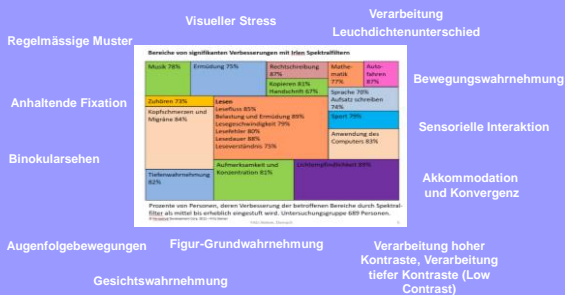 Visueller Stress
Verarbeitung
Leuchdichtenunterschied
Regelmässige Muster
Bereiche von signifikanten Verbesserungen mit Irlen Spektralfiltern
Musik 78%
Ermüdung 75%
Rechtschreibung
87%
Mathe-
matik
77%
Auto-
fahren
87%
Kopieren 81%
Handschrift 67%
Bewegungswahrnehmung
Sprache 76%
Aufsatz schreiben
74%
Anhaltende Fixation
Zuhören 73%
Lesen
Lesefluss 85%
Belastung und Ermüdung 89%
Lesegeschwindigkeit 79%
Lesefehler 80%
Lesedauer 88%
Leseverständnis 75%
Kopfschmerzen und
Migräne 84%
Sport 79%
Sensorielle Interaktion
Anwendung des
Computers 83%
Binokularsehen
Tiefenwahrnehmung
82%
Aufmerksamkeit und
Konzentration 81%
Lichtempfindlichkeit 89%
Akkommodation
und Konvergenz
Prozente von Personen, deren Verbesserung der betroffenen Bereiche durch Spektral-
filter als mittel bis erheblich eingestuft wird. Untersuchungsgruppe 689 Personen.
Augenfolgebewegungen
Figur-Grundwahrnehmung
Verarbeitung hoher
Kontraste, Verarbeitung
tiefer Kontraste (Low
Contrast)
Gesichtswahrnehmung